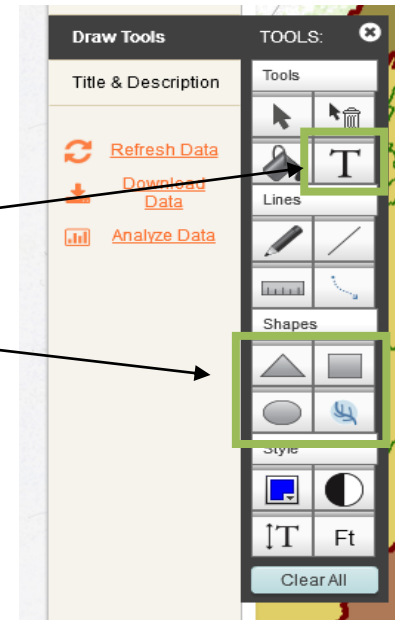 Draw Tools
Title & Description
Refresh Data
Download
Data
Analyze Data
TOOLS:
Tools
T
Lines
Shapes
Style
T
Ft
Clear All